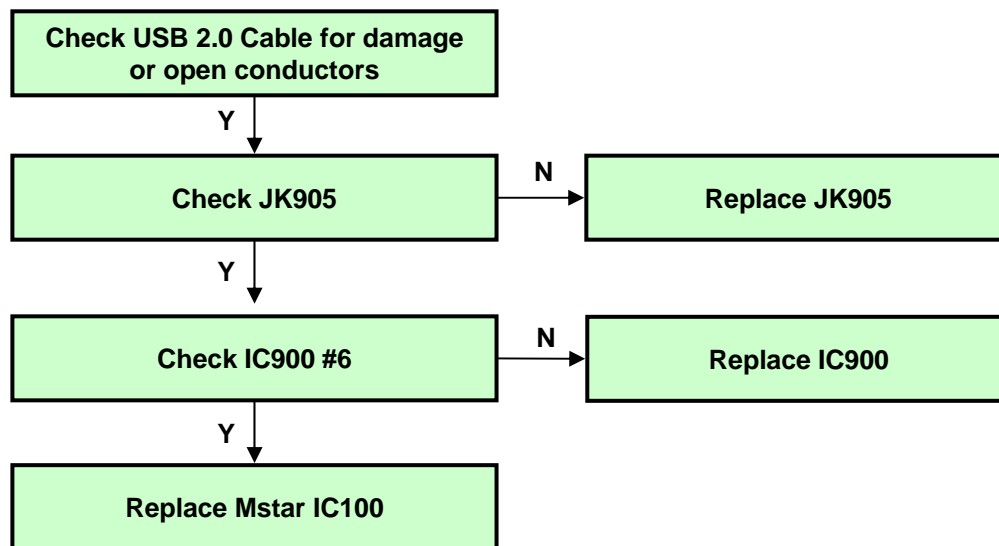 Check USB 2.0 Cable for damage
or open conductors
Y
Check JK905
N
Replace JK905
Y
Check IC900 #6
N
Replace IC900
Y
Replace Mstar IC100